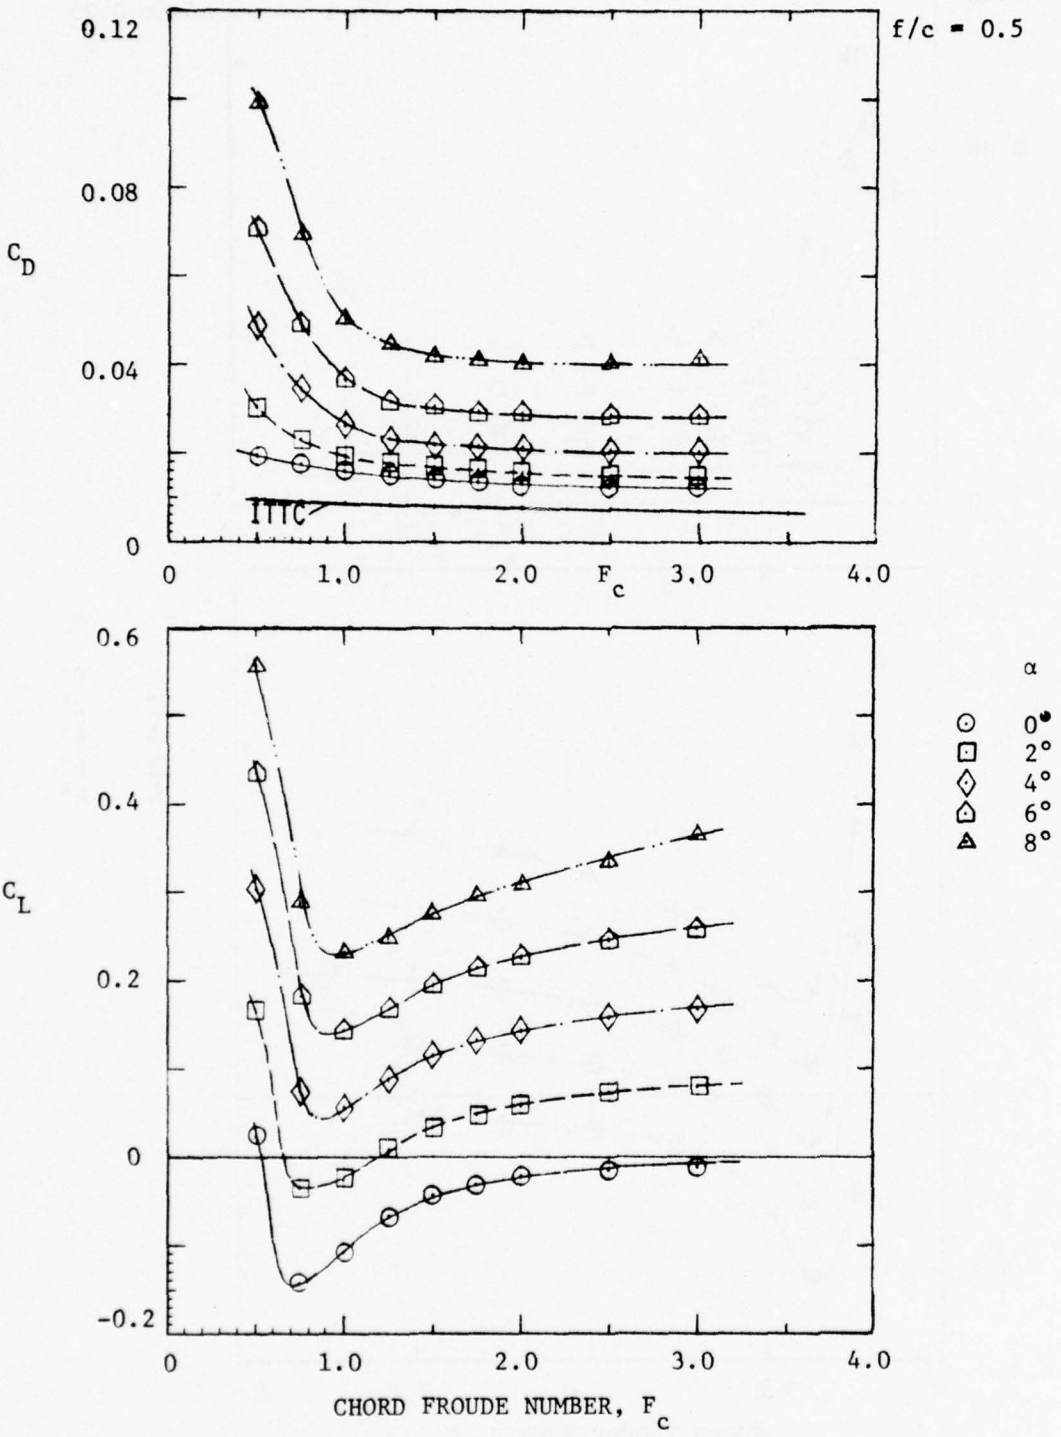 0.12
f/c = 0.5
0.08
C_D
0.04
ITTC
0
0 1.0 2.0 F_c 3.0 4.0
0.6
α
0°
2°
0.4
4°
6°
8°
C_L
0.2
0
-0.2
0 1.0 2.0 3.0 4.0
CHORD FROUDE NUMBER, F_c